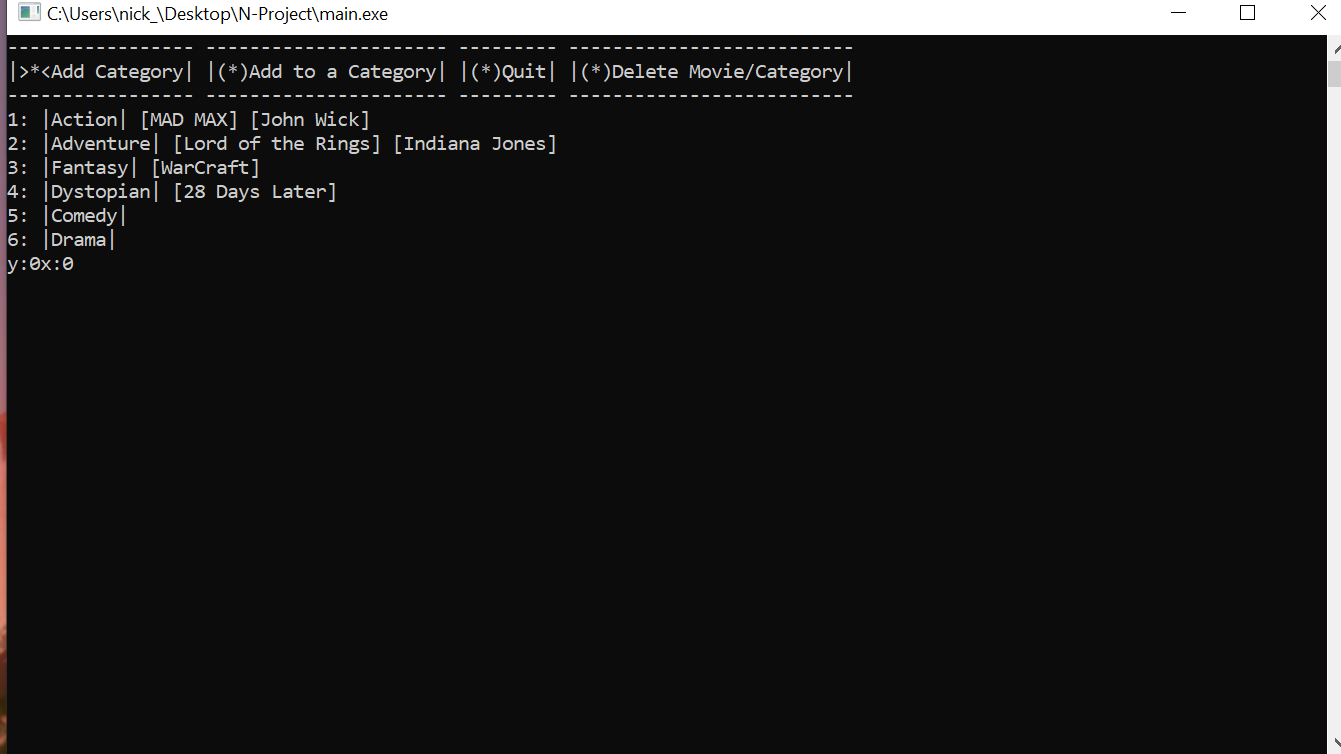 C:\Users\nick_\Desktop\N-Project\main.exe
----------------- ---------------------- --------- --------------------------
|>*<Add Category| |(*)Add to a Category| |(*)Quit| |(*)Delete Movie/Category|
----------------- ---------------------- --------- --------------------------
1: |Action| [MAD MAX] [John Wick]
2: |Adventure| [Lord of the Rings] [Indiana Jones]
3: |Fantasy| [WarCraft]
4: |Dystopian| [28 Days Later]
5: |Comedy|
6: |Drama|
y:0x:0